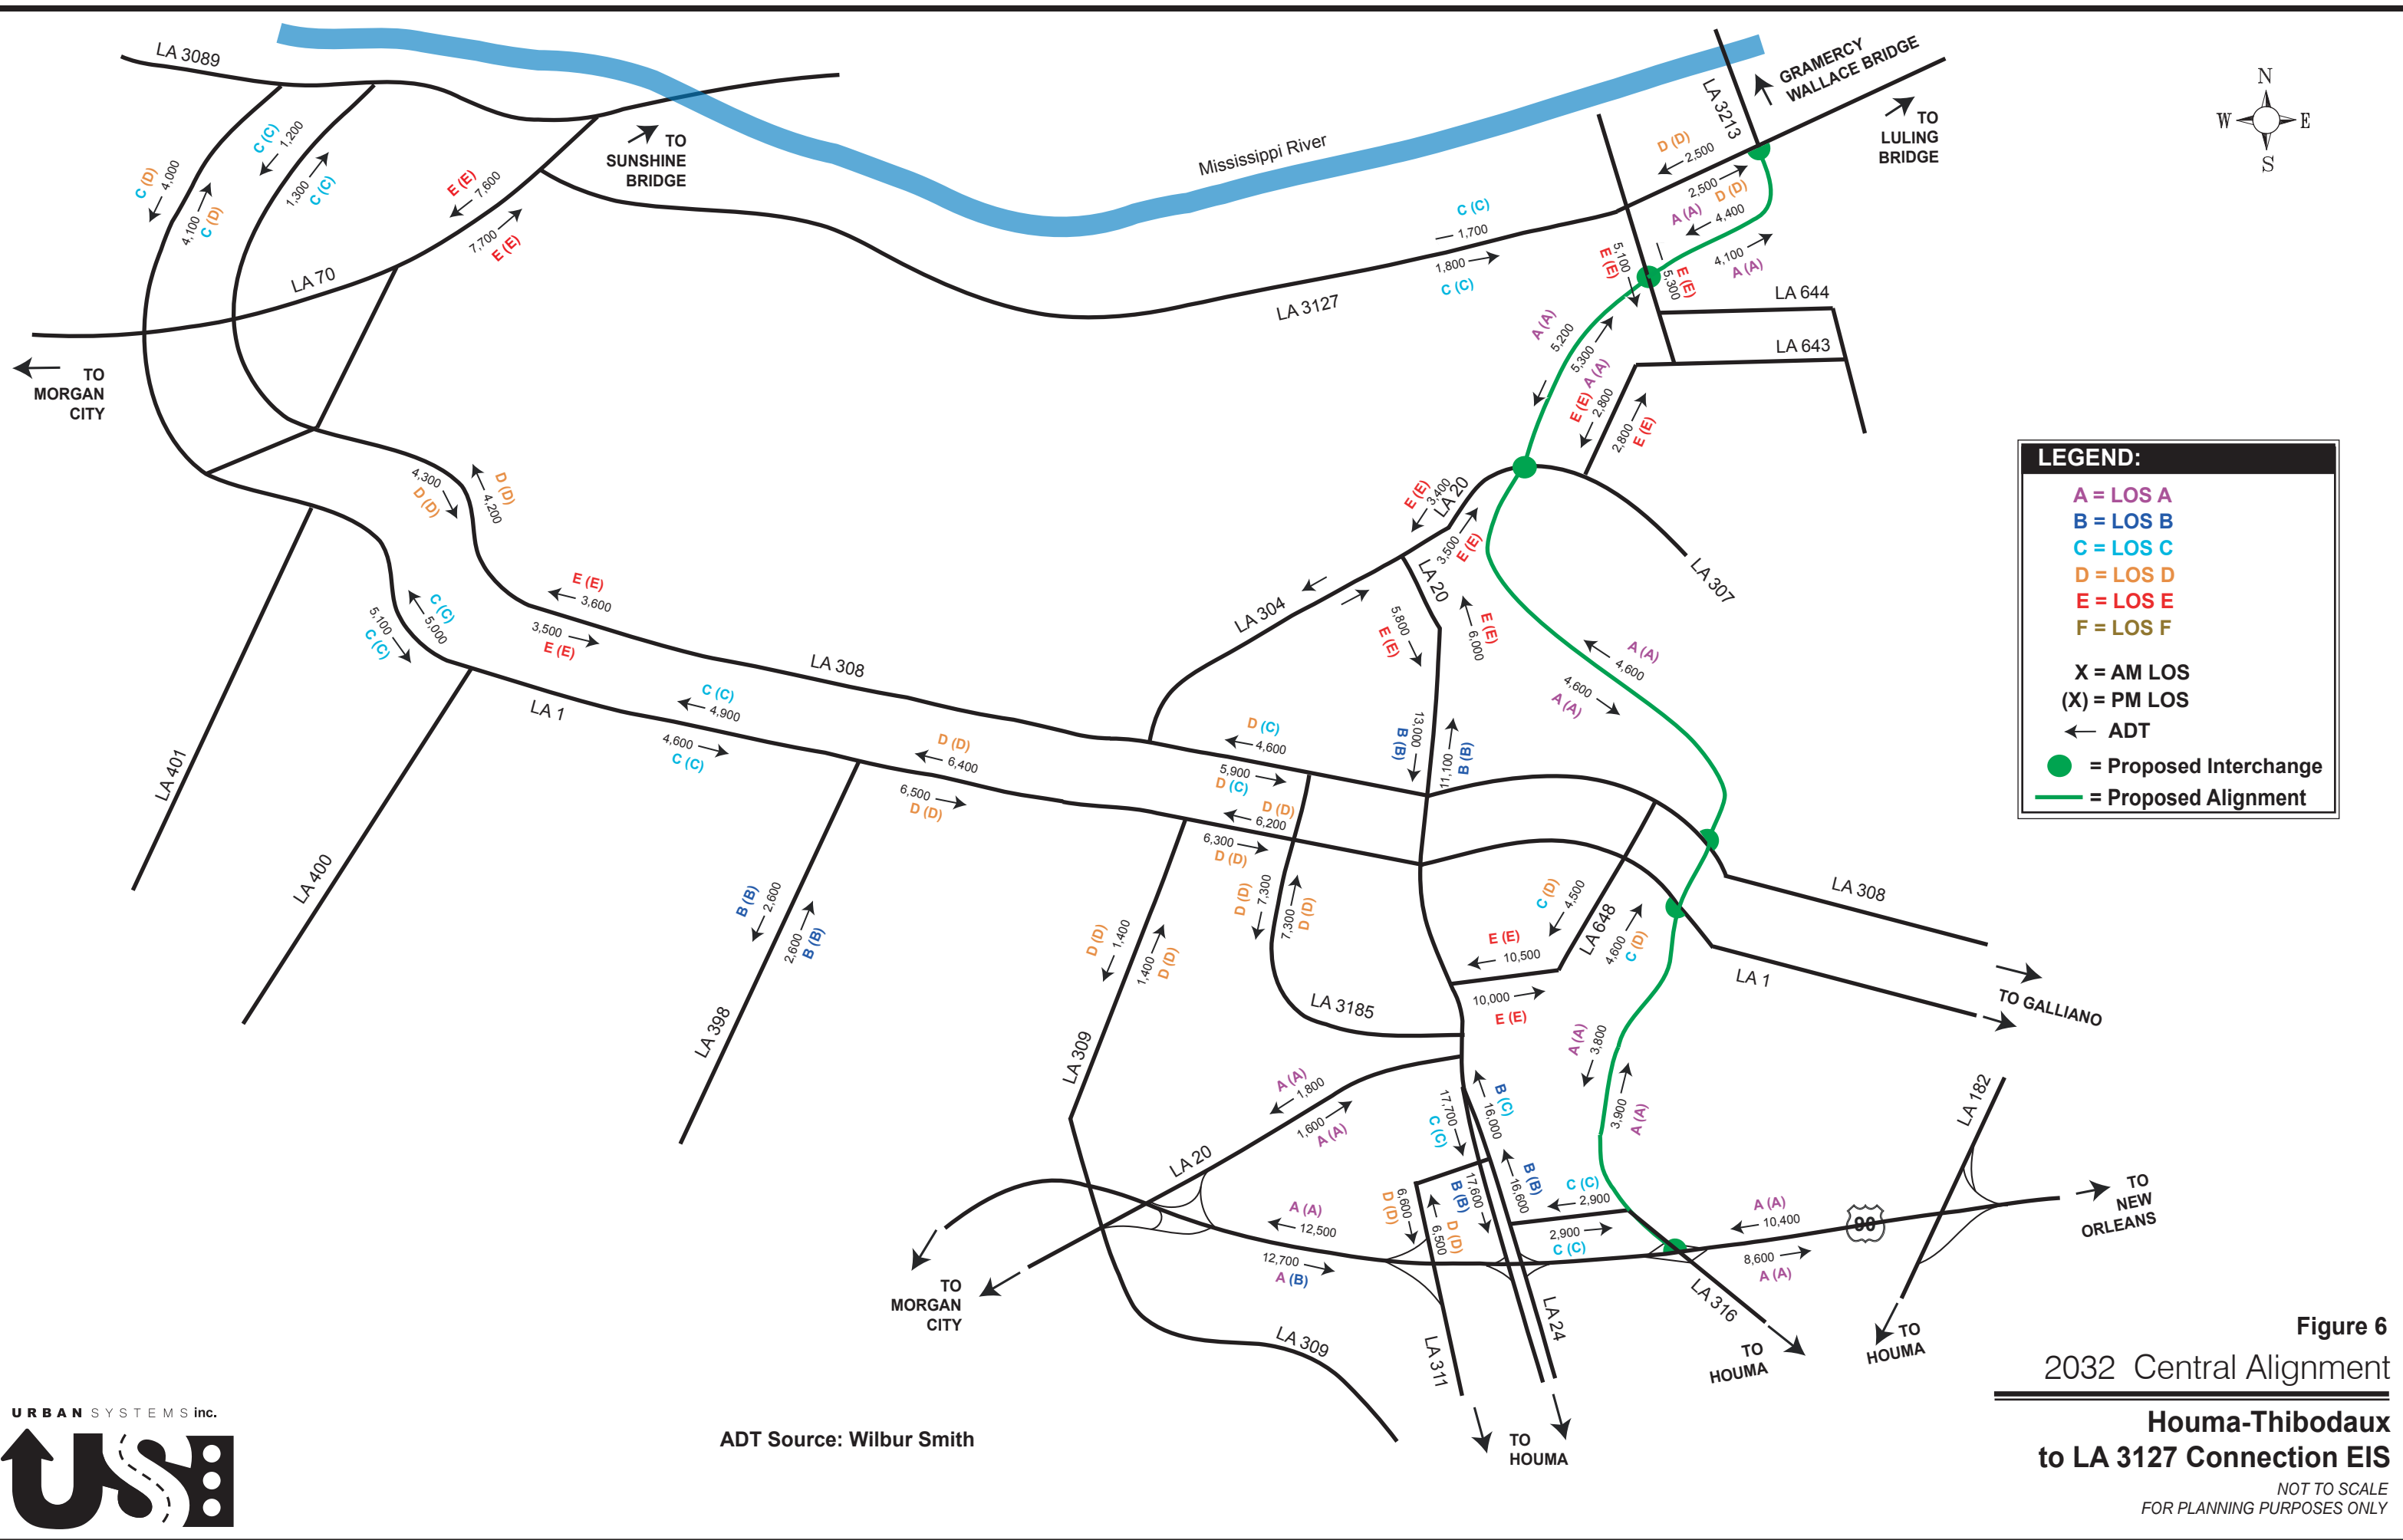 LA 3089
C (D)
4,000
4,100
C (D)
C (C)
1,200
1,300
C (C)
E (E)
7,600
7,700
E (E)
LA 70
TO
SUNSHINE
BRIDGE
TO
MORGAN
CITY
Mississippi River
LA 3127
C (C)
1,700
1,800
C (C)
LA 3213
GRAMERCY
WALLACE BRIDGE
TO
LULING
BRIDGE
D (D)
2,500
2,500
D (D)
A (A)
4,400
4,100
A (A)
5,100
E (E)
E (E)
5,300
LA 644
LA 643
A (A)
5,200
5,300
A (A)
E (E)
2,800
2,800
E (E)
N
W
E
S
LEGEND:
A = LOS A
B = LOS B
C = LOS C
D = LOS D
E = LOS E
F = LOS F
X = AM LOS
(X) = PM LOS
ADT
= Proposed Interchange
= Proposed Alignment
4,300
D (D)
D (D)
4,200
E (E)
3,400
LA 20
3,500
E (E)
LA 20
LA 307
LA 304
E (E)
3,600
3,500
E (E)
5,100
C (C)
C (C)
5,000
5,800
E (E)
E (E)
6,000
A (A)
4,600
4,600
A (A)
LA 308
LA 1
C (C)
4,900
4,600
C (C)
D (D)
6,400
6,500
D (D)
D (C)
4,600
5,900
D (C)
D (D)
6,200
6,300
D (D)
13,000
B (B)
11,100
B (B)
LA 401
LA 400
LA 398
B (B)
2,600
2,600
B (B)
D (D)
1,400
1,400
D (D)
LA 309
D (D)
7,300
7,300
D (D)
LA 3185
C (D)
4,500
LA 648
4,600
C (D)
E (E)
10,500
10,000
E (E)
LA 308
LA 1
TO GALLIANO
A (A)
3,800
3,900
A (A)
A (A)
1,800
1,600
A (A)
LA 20
17,700
C (C)
B (C)
16,000
17,600
B (B)
B (B)
16,600
6,600
D (D)
6,500
D (D)
C (C)
2,900
2,900
C (C)
A (A)
12,500
12,700
A (B)
A (A)
10,400
8,600
A (A)
90
LA 182
TO
NEW
ORLEANS
TO
MORGAN
CITY
LA 309
LA 311
LA 24
LA 316
TO
HOUMA
TO
HOUMA
TO
HOUMA
Figure 6
2032 Central Alignment
Houma-Thibodaux
to LA 3127 Connection EIS
NOT TO SCALE
FOR PLANNING PURPOSES ONLY
ADT Source: Wilbur Smith
URBAN SYSTEMS inc.
USI